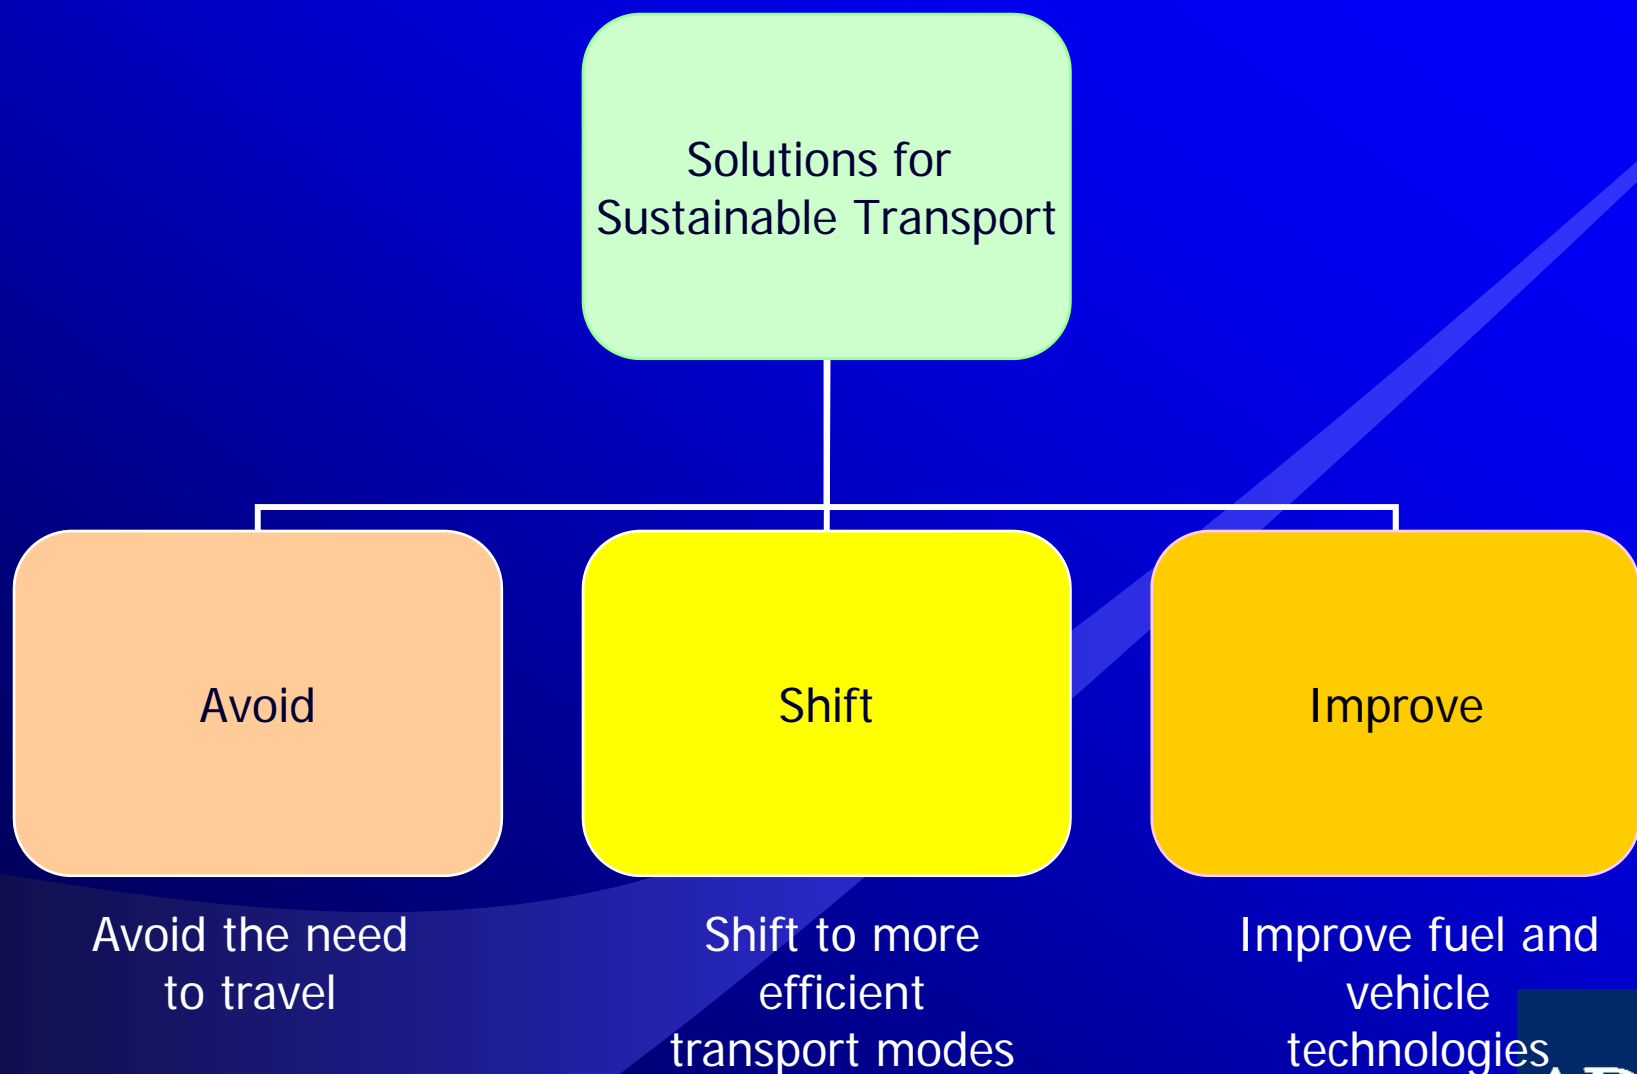 Solutions for
Sustainable Transport
Avoid
Shift
Improve
Avoid the need
to travel
Shift to more
efficient
transport modes
Improve fuel and
vehicle
technologies